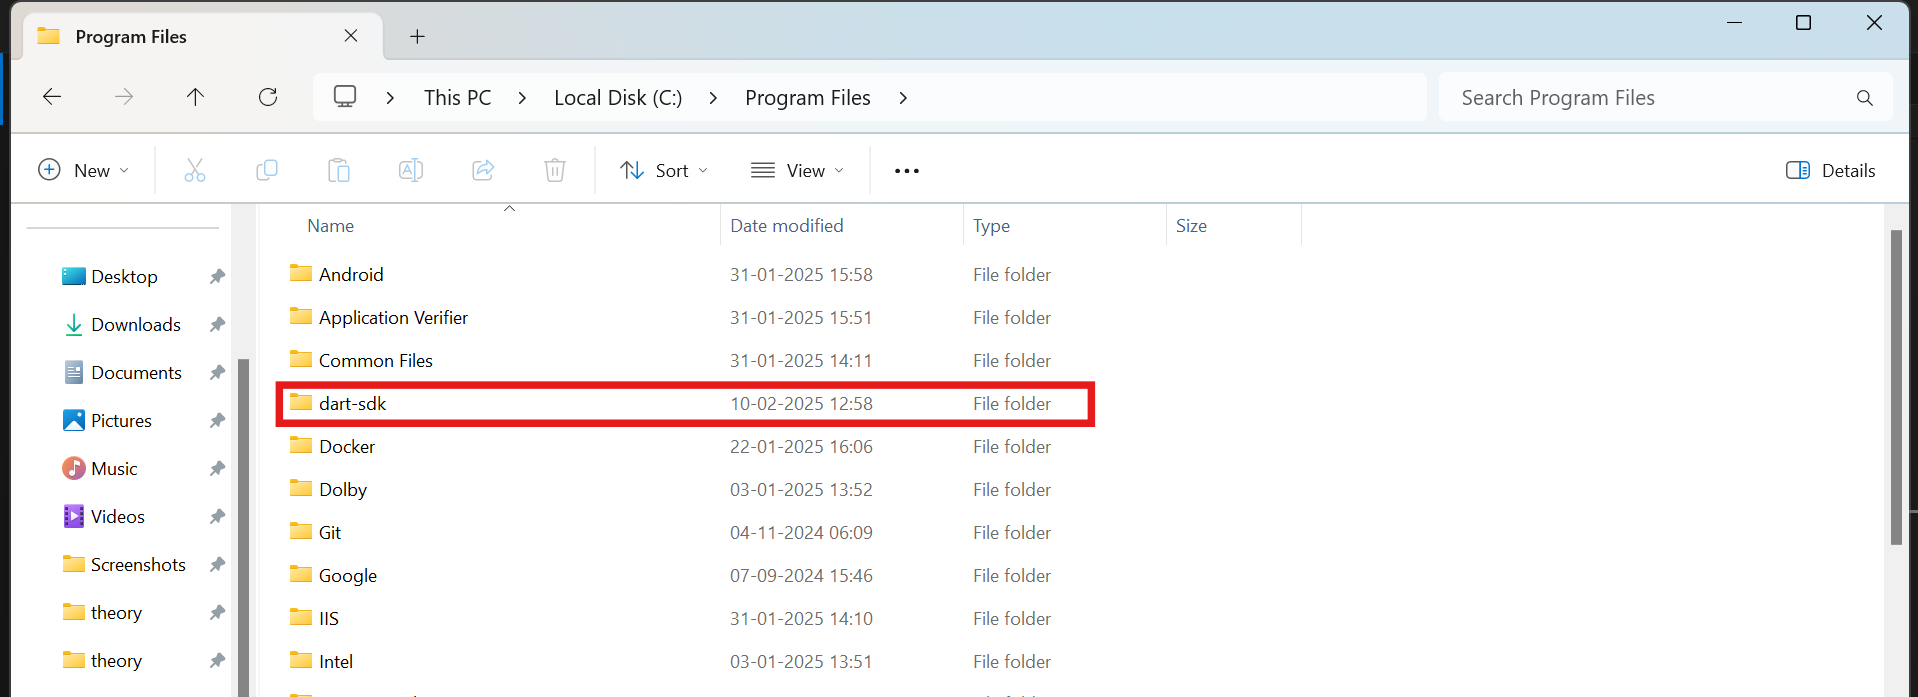 Program Files
This PC
Local Disk (C:)
Program Files
Search Program Files
New
Sort
View
Details
Name Date modified Type Size
Desktop
Downloads
Documents
Pictures
Music
Videos
Screenshots
theory
theory
Android 31-01-2025 15:58 File folder
Application Verifier 31-01-2025 15:51 File folder
Common Files 31-01-2025 14:11 File folder
dart-sdk 10-02-2025 12:58 File folder
Docker 22-01-2025 16:06 File folder
Dolby 03-01-2025 13:52 File folder
Git 04-11-2024 06:09 File folder
Google 07-09-2024 15:46 File folder
IIS 31-01-2025 14:10 File folder
Intel 03-01-2025 13:51 File folder